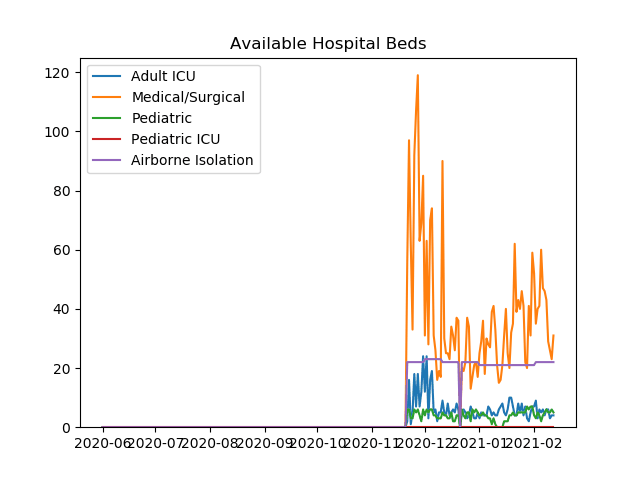 Available Hospital Beds
Adult ICU
Medical/Surgical
Pediatric
Pediatric ICU
Airborne Isolation
120
100
80
60
40
20
0
2020-06 2020-07 2020-08 2020-09 2020-10 2020-11 2020-12 2021-01 2021-02